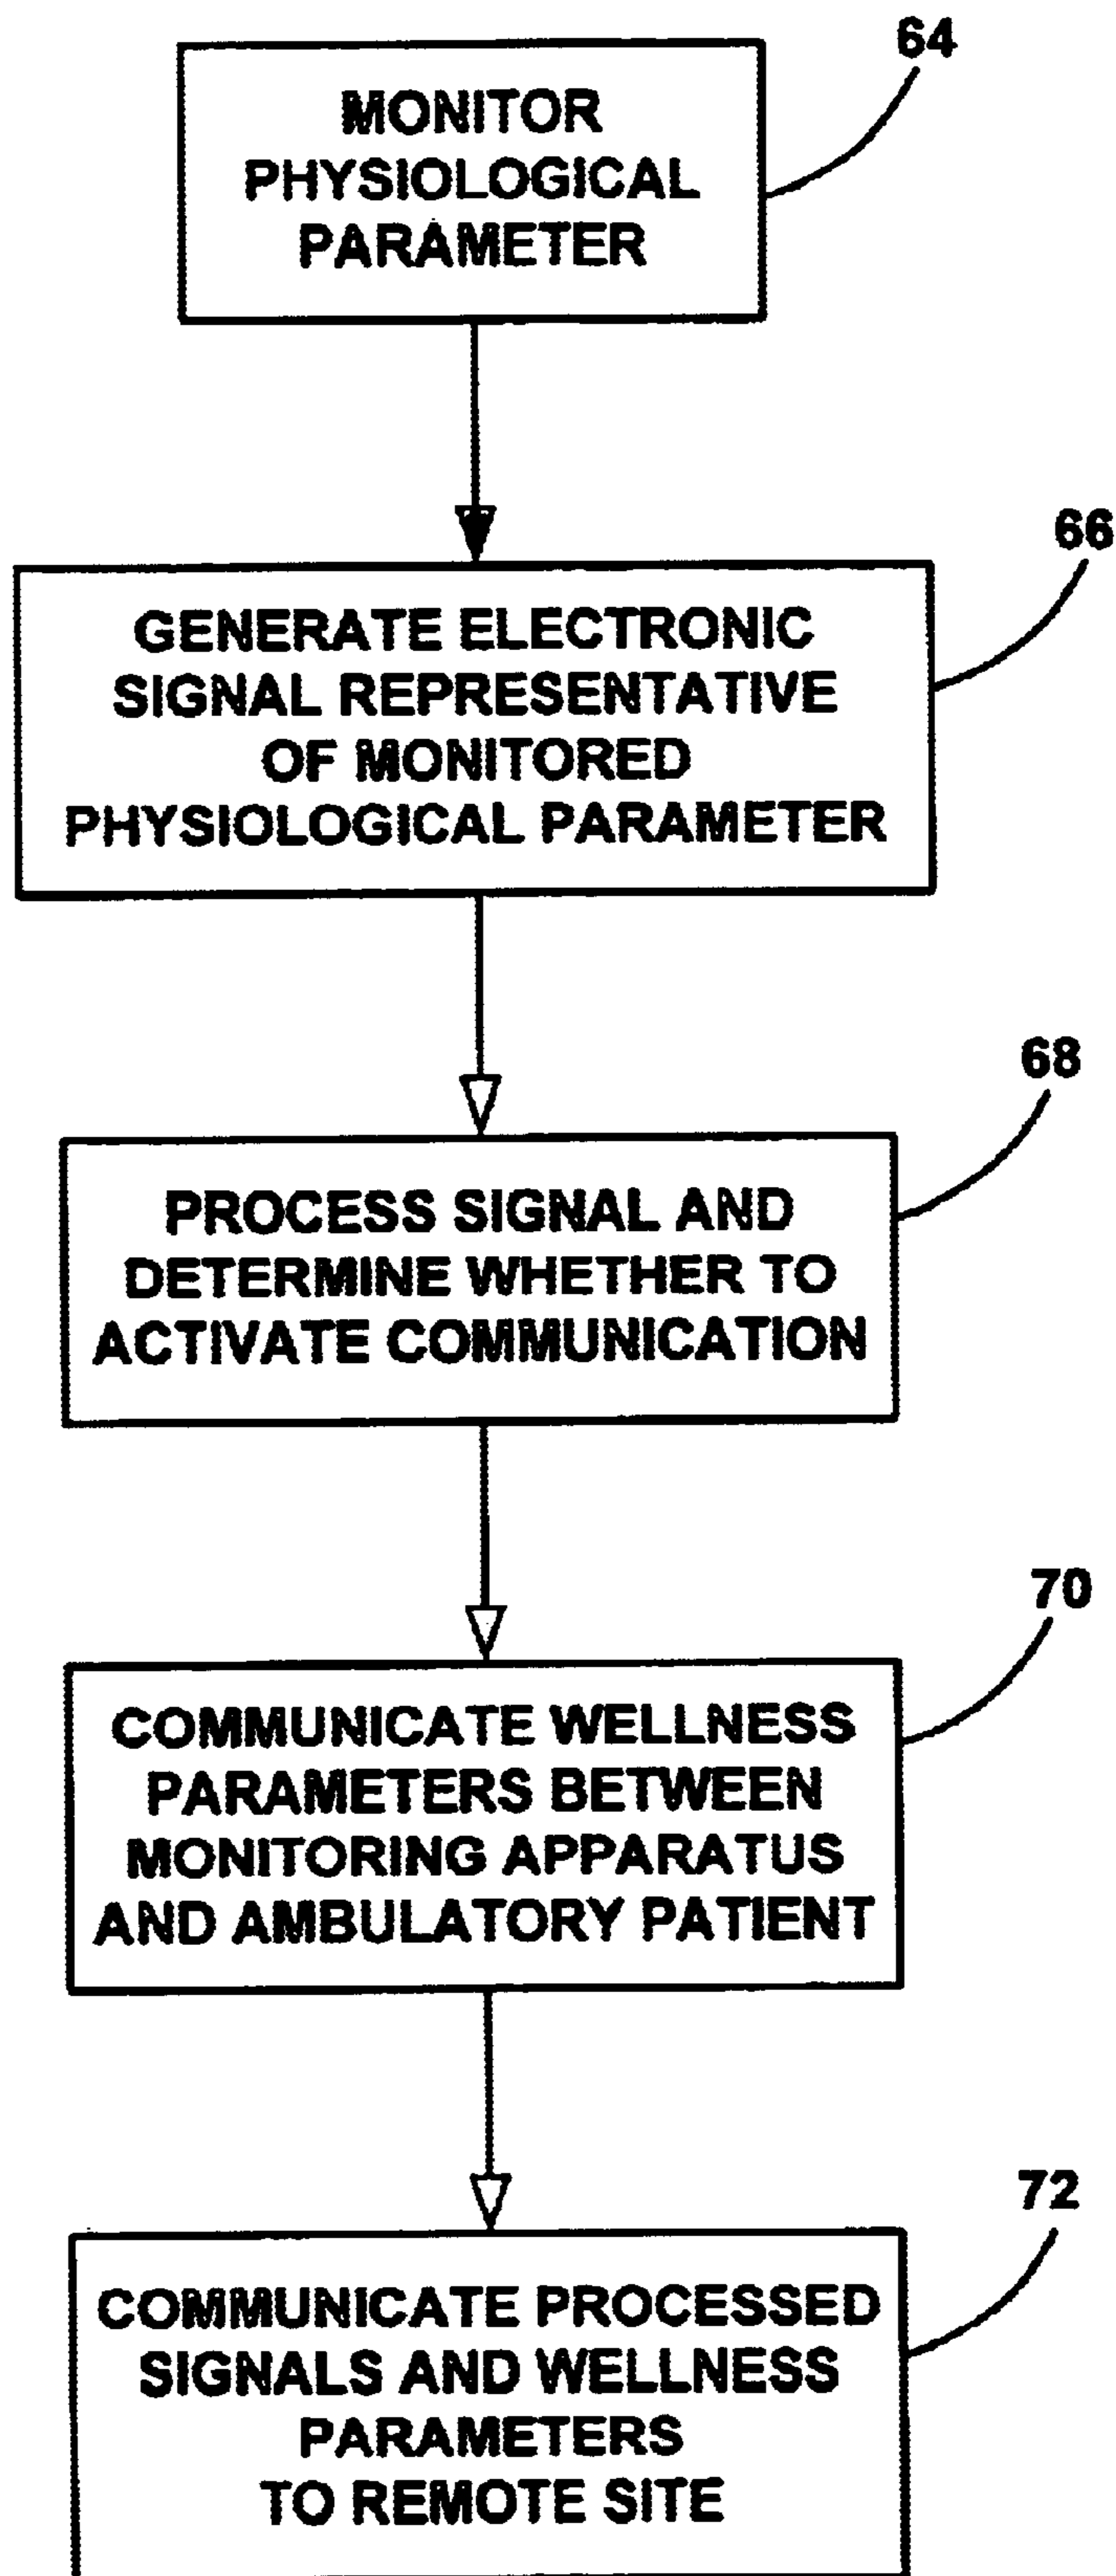 64
MONITOR
PHYSIOLOGICAL
PARAMETER
66
GENERATE ELECTRONIC
SIGNAL REPRESENTATIVE
OF MONITORED
PHYSIOLOGICAL PARAMETER
68
PROCESS SIGNAL AND
DETERMINE WHETHER TO
ACTIVATE COMMUNICATION
70
COMMUNICATE WELLNESS
PARAMETERS BETWEEN
MONITORING APPARATUS
AND AMBULATORY PATIENT
72
COMMUNICATE PROCESSED
SIGNALS AND WELLNESS
PARAMETERS
TO REMOTE SITE